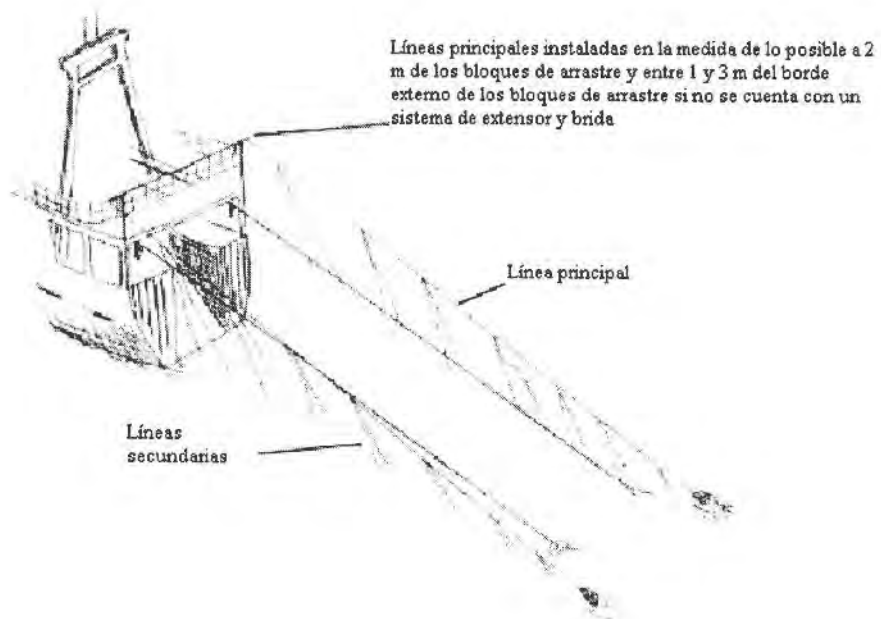 Líneas principales instaladas en la medida de lo posible a 2
m de los bloques de arrastre y entre 1 y 3 m del borde
externo de los bloques de arrastre si no se cuenta con un
sistema de extensor y brida
Línea principal
Líneas
secundarias